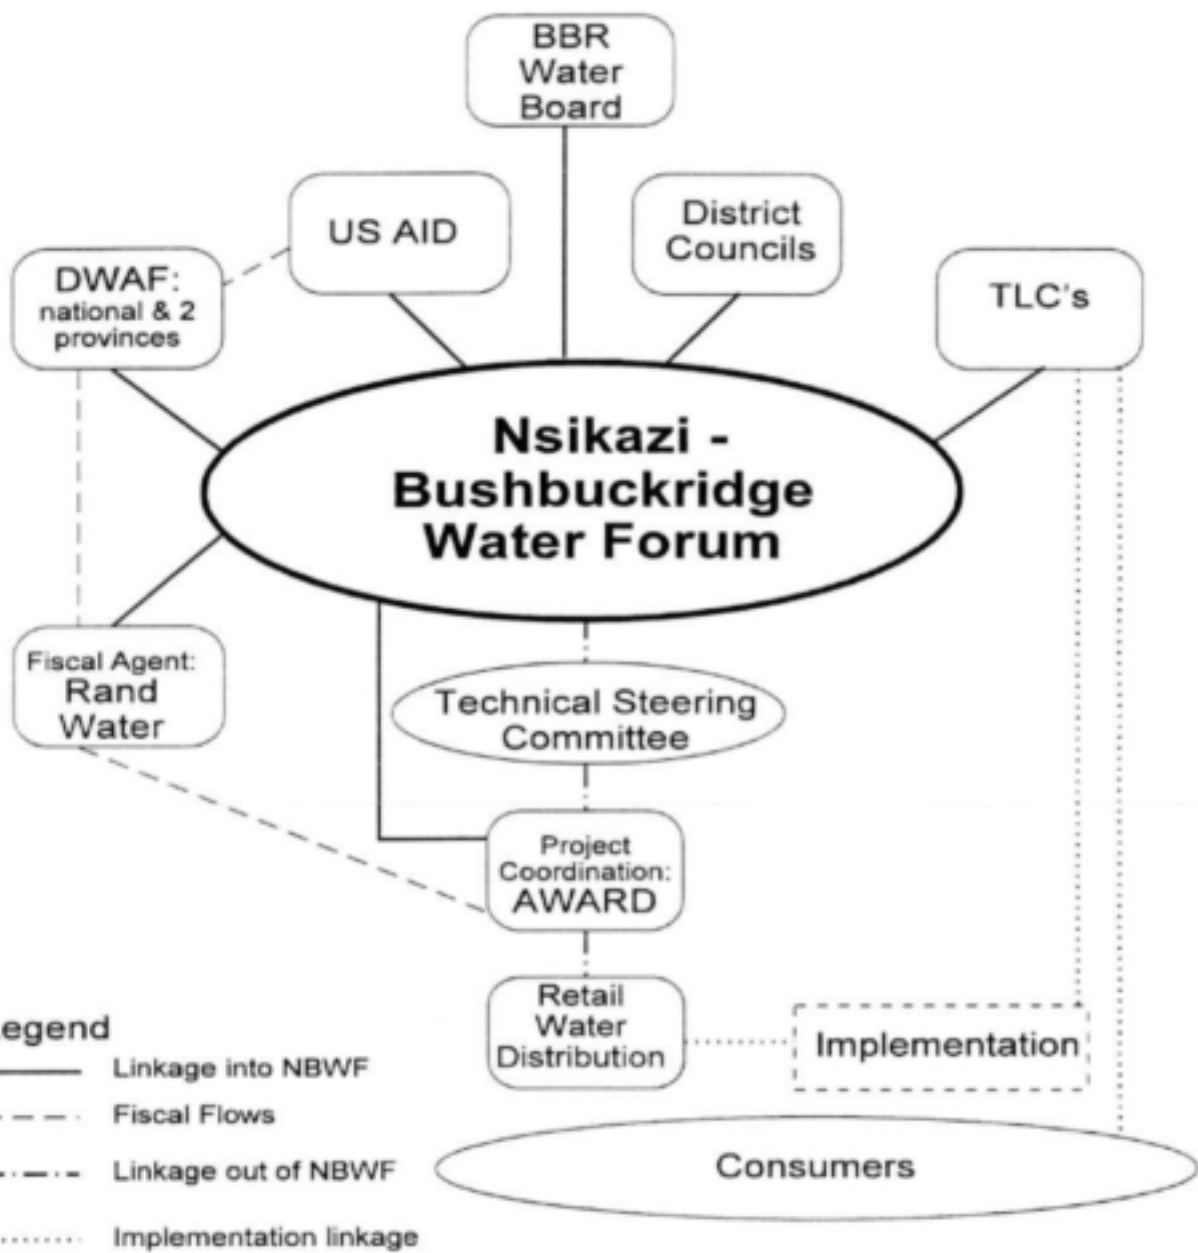 BBR
Water
Board
US AID
District
Councils
DWAF:
national & 2
provinces
TLC's
Nsikazi -
Bushbuckridge
Water Forum
Fiscal Agent:
Rand
Water
Technical Steering
Committee
Project
Coordination:
AWARD
Retail
Water
Distribution
Implementation
Consumers
Legend
Linkage into NBWF
Fiscal Flows
Linkage out of NBWF
Implementation linkage